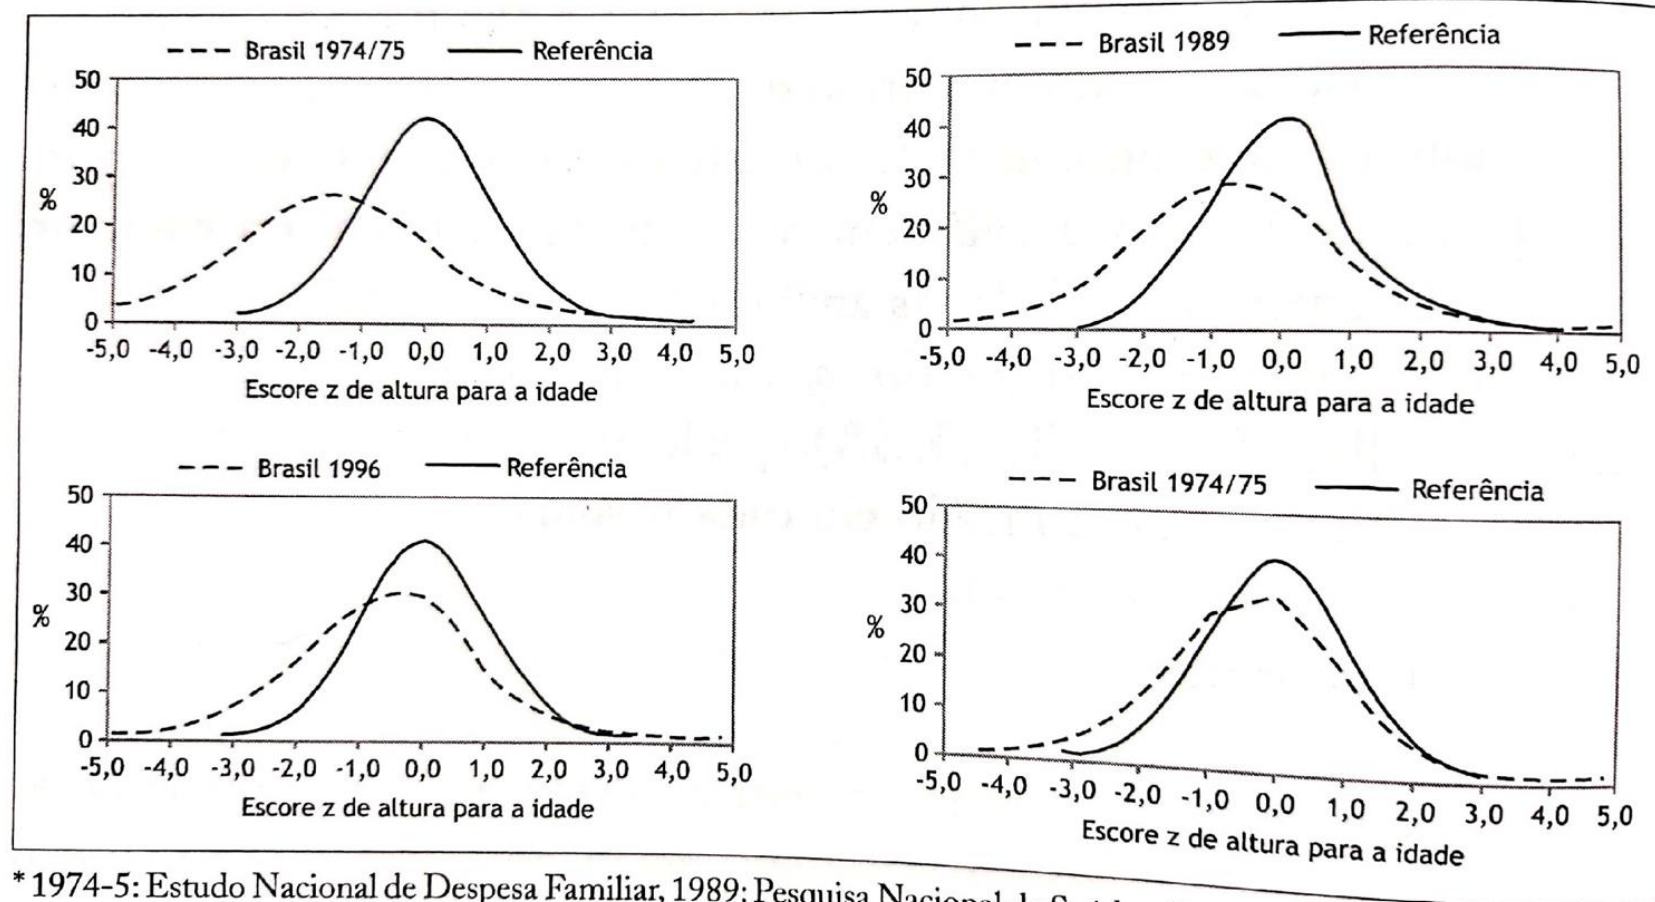 Brasil 1974/75 Referência
50
40
30
20
10
0
%
-5,0 -4,0 -3,0 -2,0 -1,0 0,0 1,0 2,0 3,0 4,0 5,0
Escore z de altura para a idade
Brasil 1989 Referência
50
40
30
20
10
0
%
-5,0 -4,0 -3,0 -2,0 -1,0 0,0 1,0 2,0 3,0 4,0 5,0
Escore z de altura para a idade
Brasil 1996 Referência
50
40
30
20
10
0
%
-5,0 -4,0 -3,0 -2,0 -1,0 0,0 1,0 2,0 3,0 4,0 5,0
Escore z de altura para a idade
Brasil 1974/75 Referência
50
40
30
20
10
0
%
-5,0 -4,0 -3,0 -2,0 -1,0 0,0 1,0 2,0 3,0 4,0 5,0
Escore z de altura para a idade
* 1974-5: Estudo Nacional de Despesa Familiar, 1989: Pesquisa Nacional